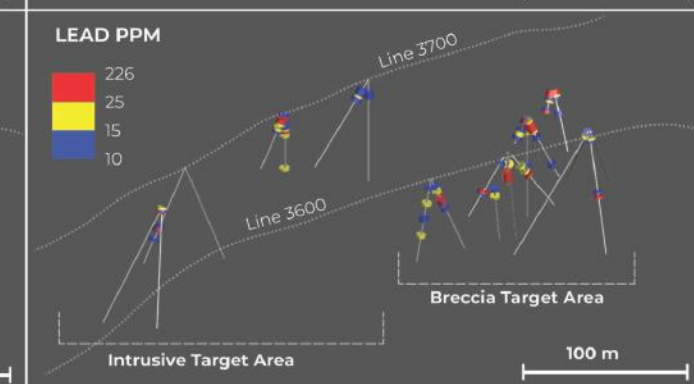 LEAD PPM
226
25
15
10
Line 3700
Line 3600
Breccia Target Area
Intrusive Target Area
100 m